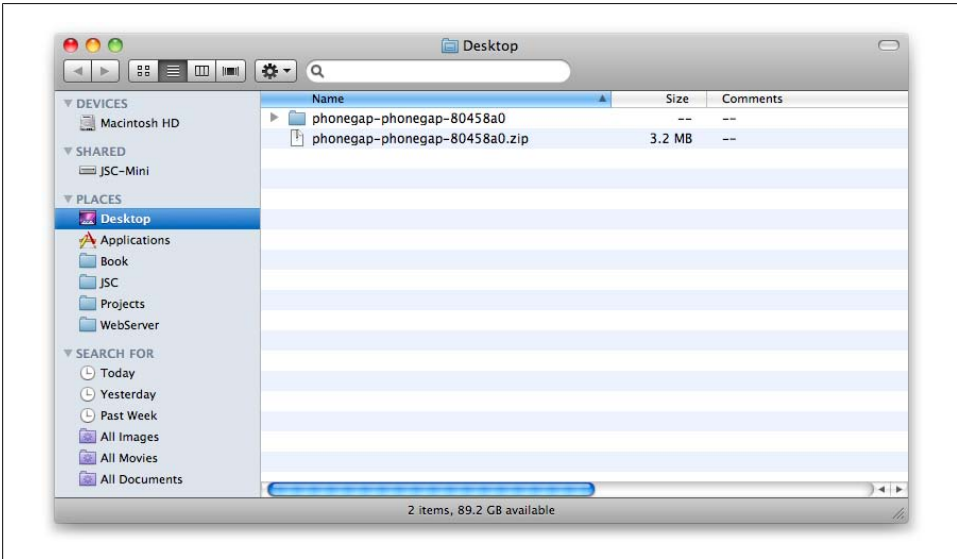 Desktop
DEVICES
Macintosh HD
SHARED
JSC-Mini
PLACES
Desktop
Applications
Book
JSC
Projects
WebServer
SEARCH FOR
Today
Yesterday
Past Week
All Images
All Movies
All Documents
Name Size Comments
phonegap-phonegap-80458a0 -- --
phonegap-phonegap-80458a0.zip 3.2 MB --
2 items, 89.2 GB available